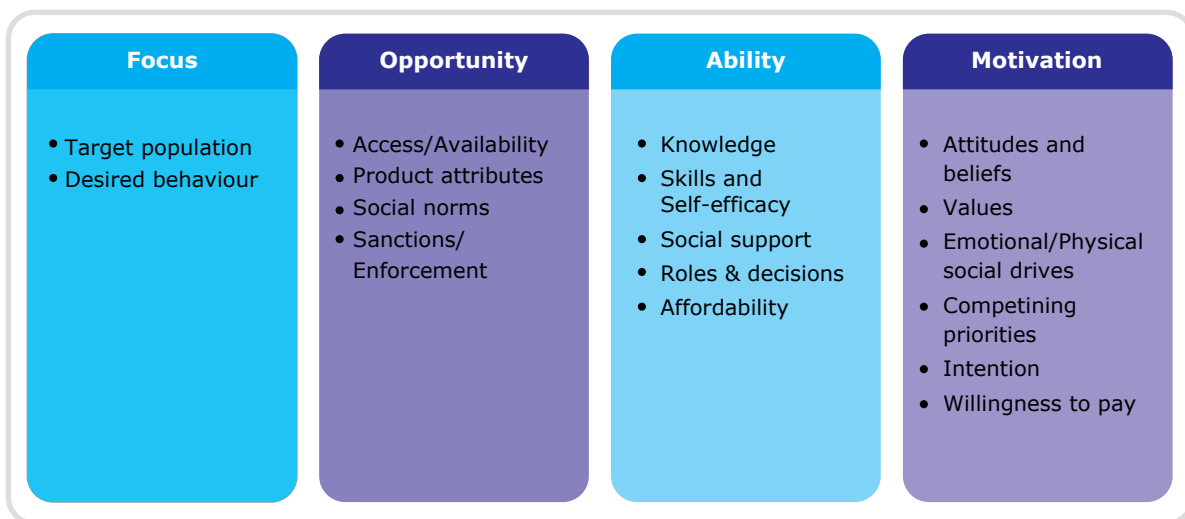 Focus
• Target population
• Desired behaviour
Opportunity
• Access/Availability
• Product attributes
• Social norms
• Sanctions/
Enforcement
Ability
• Knowledge
• Skills and
Self-efficacy
• Social support
• Roles & decisions
• Affordability
Motivation
• Attitudes and
beliefs
• Values
• Emotional/Physical
social drives
• Competining
priorities
• Intention
• Willingness to pay